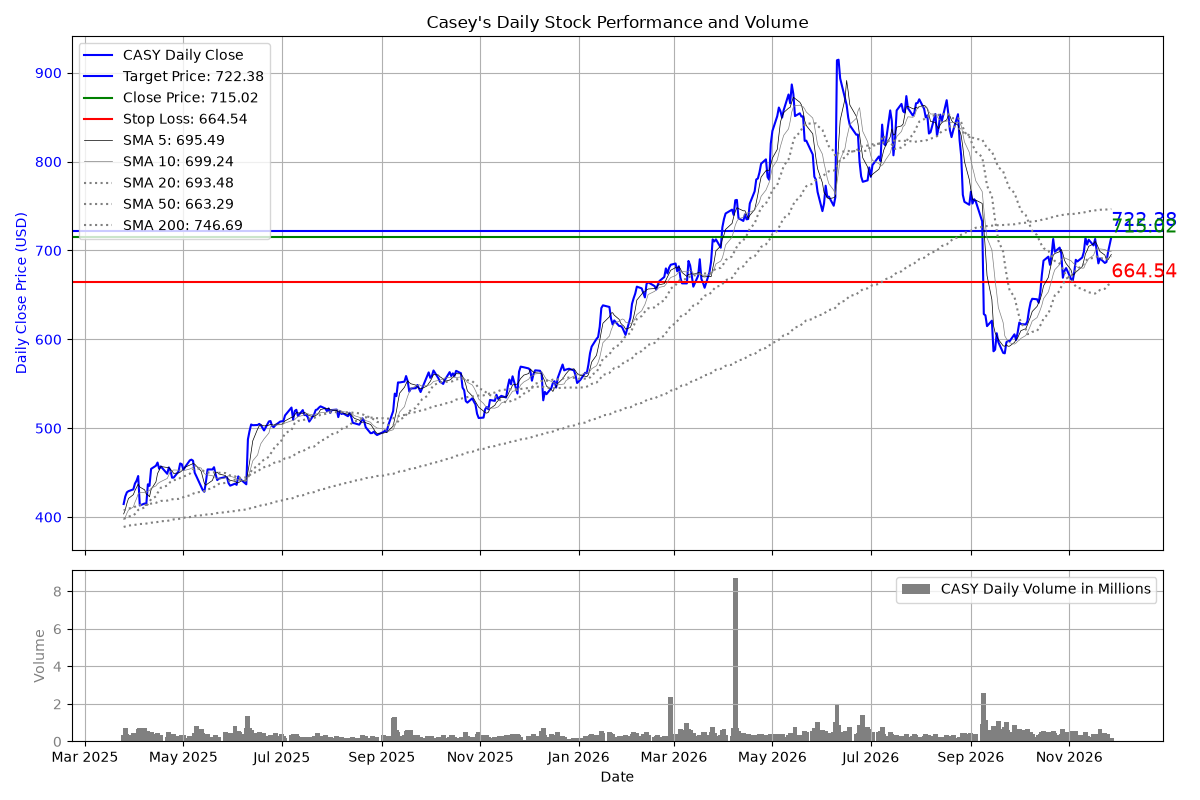 Casey's Daily Stock Performance and Volume
CASY Daily Close
Target Price: 722.38
Close Price: 715.02
Stop Loss: 664.54
SMA 5: 695.49
SMA 10: 699.24
SMA 20: 693.48
SMA 50: 663.29
SMA 200: 746.69
Daily Close Price (USD)
900
800
700
600
500
400
722.38
715.02
664.54
CASY Daily Volume in Millions
Volume
8
6
4
2
0
Mar 2025
May 2025
Jul 2025
Sep 2025
Nov 2025
Jan 2026
Mar 2026
May 2026
Jul 2026
Sep 2026
Nov 2026
Date